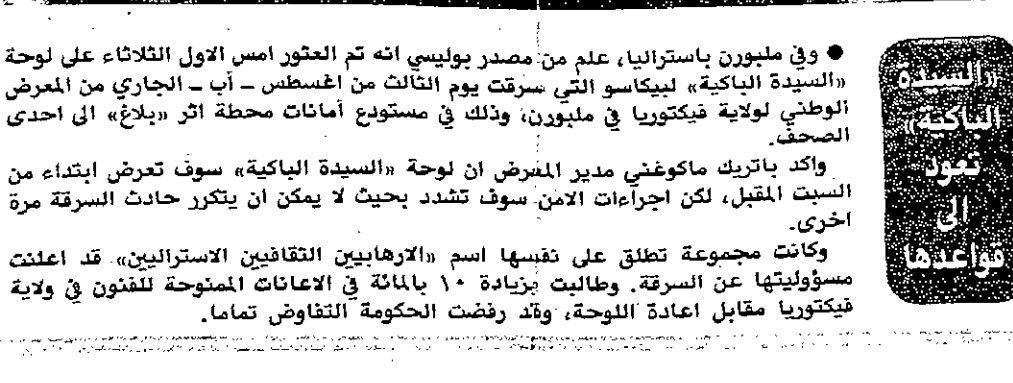 «السيدة
الباكية»
تعود
الى
قواعدها
● وفي ملبورن باستراليا، علم من مصدر بوليسي انه تم العثور امس الاول الثلاثاء على لوحة
«السيدة الباكية» لبيكاسو التي سرقت يوم الثالث من اغسطس ــ آب ــ الجاري من المعرض
الوطني لولاية فيكتوريا في ملبورن، وذلك في مستودع أمانات محطة اثر «بلاغ» الى احدى
الصحف.
واكد باتريك ماكوغني مدير المعرض ان لوحة «السيدة الباكية» سوف تعرض ابتداء من
السبت المقبل، لكن اجراءات الامن سوف تشدد بحيث لا يمكن ان يتكرر حادث السرقة مرة
اخرى.
وكانت مجموعة تطلق على نفسها اسم «الارهابيين الثقافيين الاستراليين» قد اعلنت
مسؤوليتها عن السرقة. وطالبت بزيادة ١٠ بالمائة في الاعانات الممنوحة للفنون في ولاية
فيكتوريا مقابل اعادة اللوحة، وقد رفضت الحكومة التفاوض تماما.